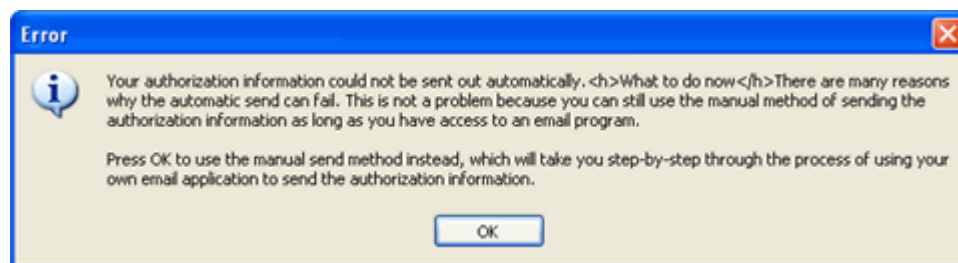 Error
Your authorization information could not be sent out automatically.<h>What to do now</h>There are many reasons
why the automatic send can fail. This is not a problem because you can still use the manual method of sending the
authorization information as long as you have access to an email program.
Press OK to use the manual send method instead, which will take you step-by-step through the process of using your
own email application to send the authorization information.
OK